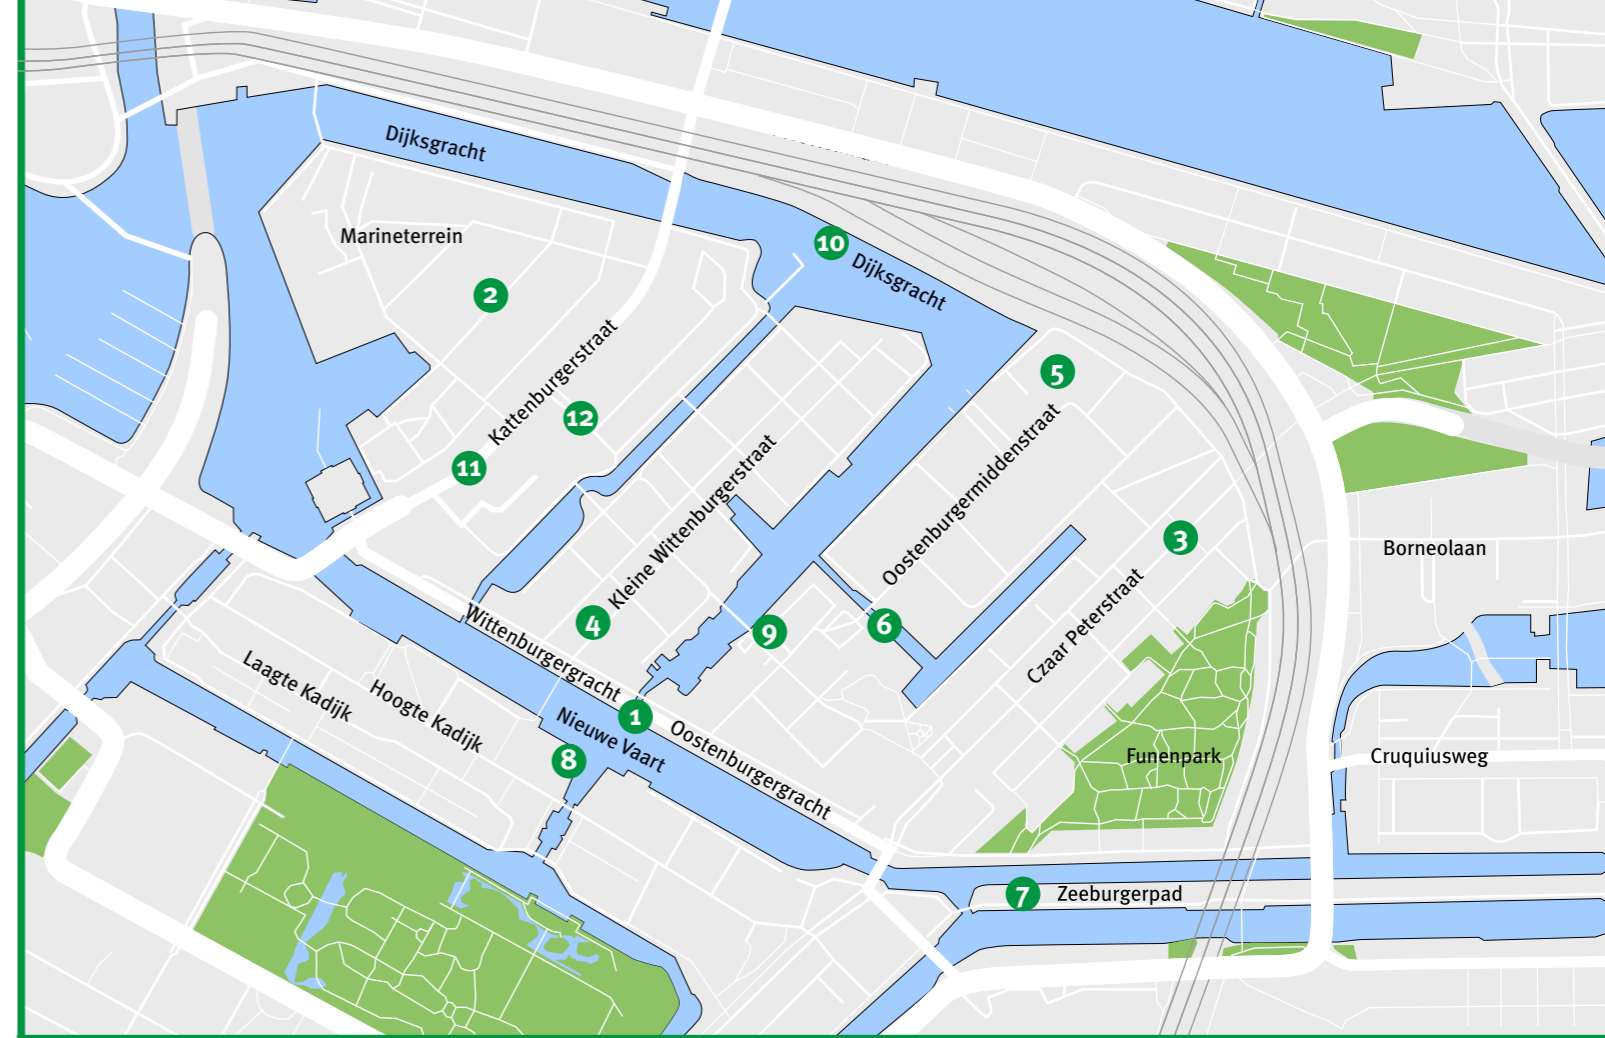 Dijksgracht
Marineterrein
10
Dijksgracht
2
Kattenburgerstraat
5
12
11
Kleine Wittenburgerstraat
Oostenburgermiddenstraat
3
Borneolaan
4
9
6
Czaar Peterstraat
Wittenburgergracht
Laagte Kadijk
Hoogte Kadijk
1
Nieuwe Vaart
Oostenburgergracht
8
Funenpark
Cruquiusweg
7
Zeeburgerpad